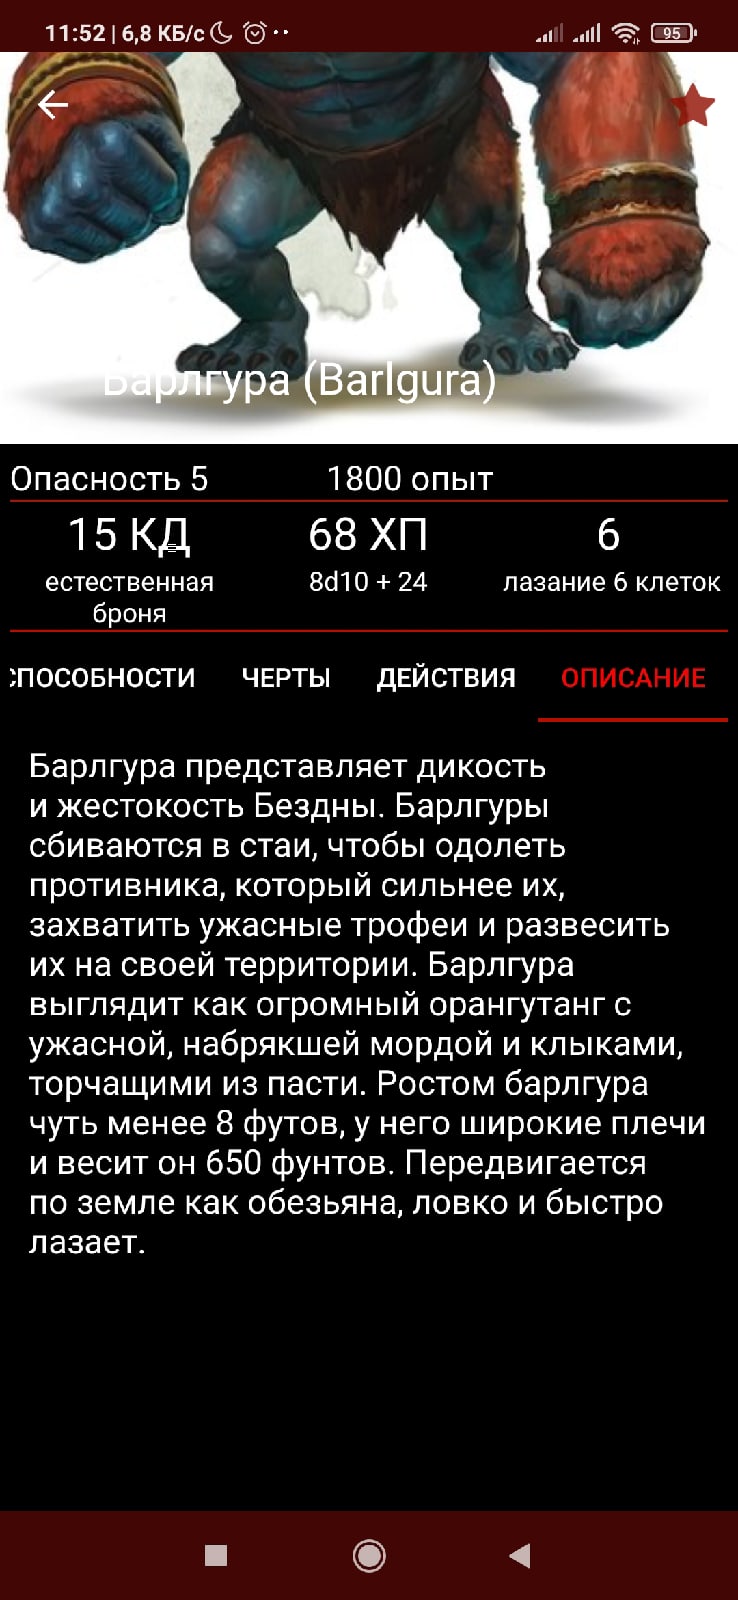 11:52 | 6,8 КБ/с
95
Барлгура (Barlgura)
Опасность 5 1800 опыт
15 КД 68 ХП 6
естественная 8d10 + 24 лазание 6 клеток
броня
СПОСОБНОСТИ ЧЕРТЫ ДЕЙСТВИЯ ОПИСАНИЕ
Барлгура представляет дикость
и жестокость Бездны. Барлгуры
сбиваются в стаи, чтобы одолеть
противника, который сильнее их,
захватить ужасные трофеи и развесить
их на своей территории. Барлгура
выглядит как огромный орангутанг с
ужасной, набрякшей мордой и клыками,
торчащими из пасти. Ростом барлгура
чуть менее 8 футов, у него широкие плечи
и весит он 650 фунтов. Передвигается
по земле как обезьяна, ловко и быстро
лазает.